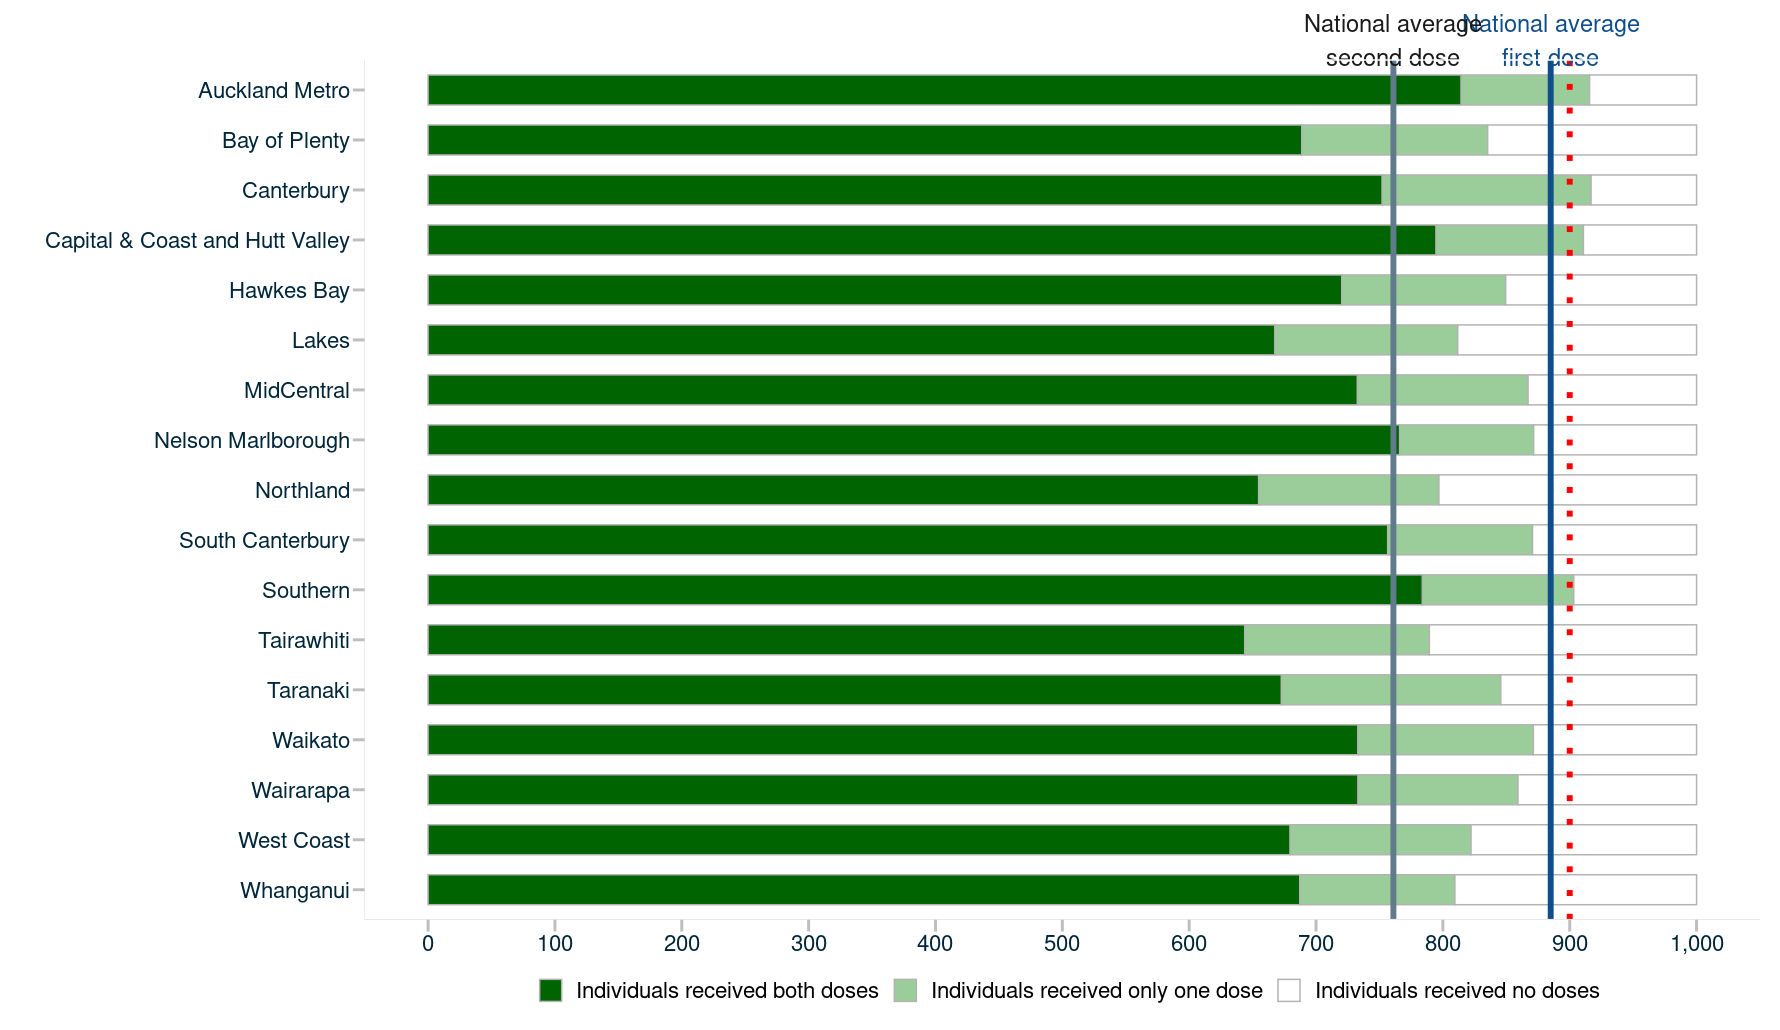 National average
second dose
National average
first dose
Auckland Metro
Bay of Plenty
Canterbury
Capital & Coast and Hutt Valley
Hawkes Bay
Lakes
MidCentral
Nelson Marlborough
Northland
South Canterbury
Southern
Tairawhiti
Taranaki
Waikato
Wairarapa
West Coast
Whanganui
0 100 200 300 400 500 600 700 800 900 1,000
Individuals received both doses Individuals received only one dose Individuals received no doses